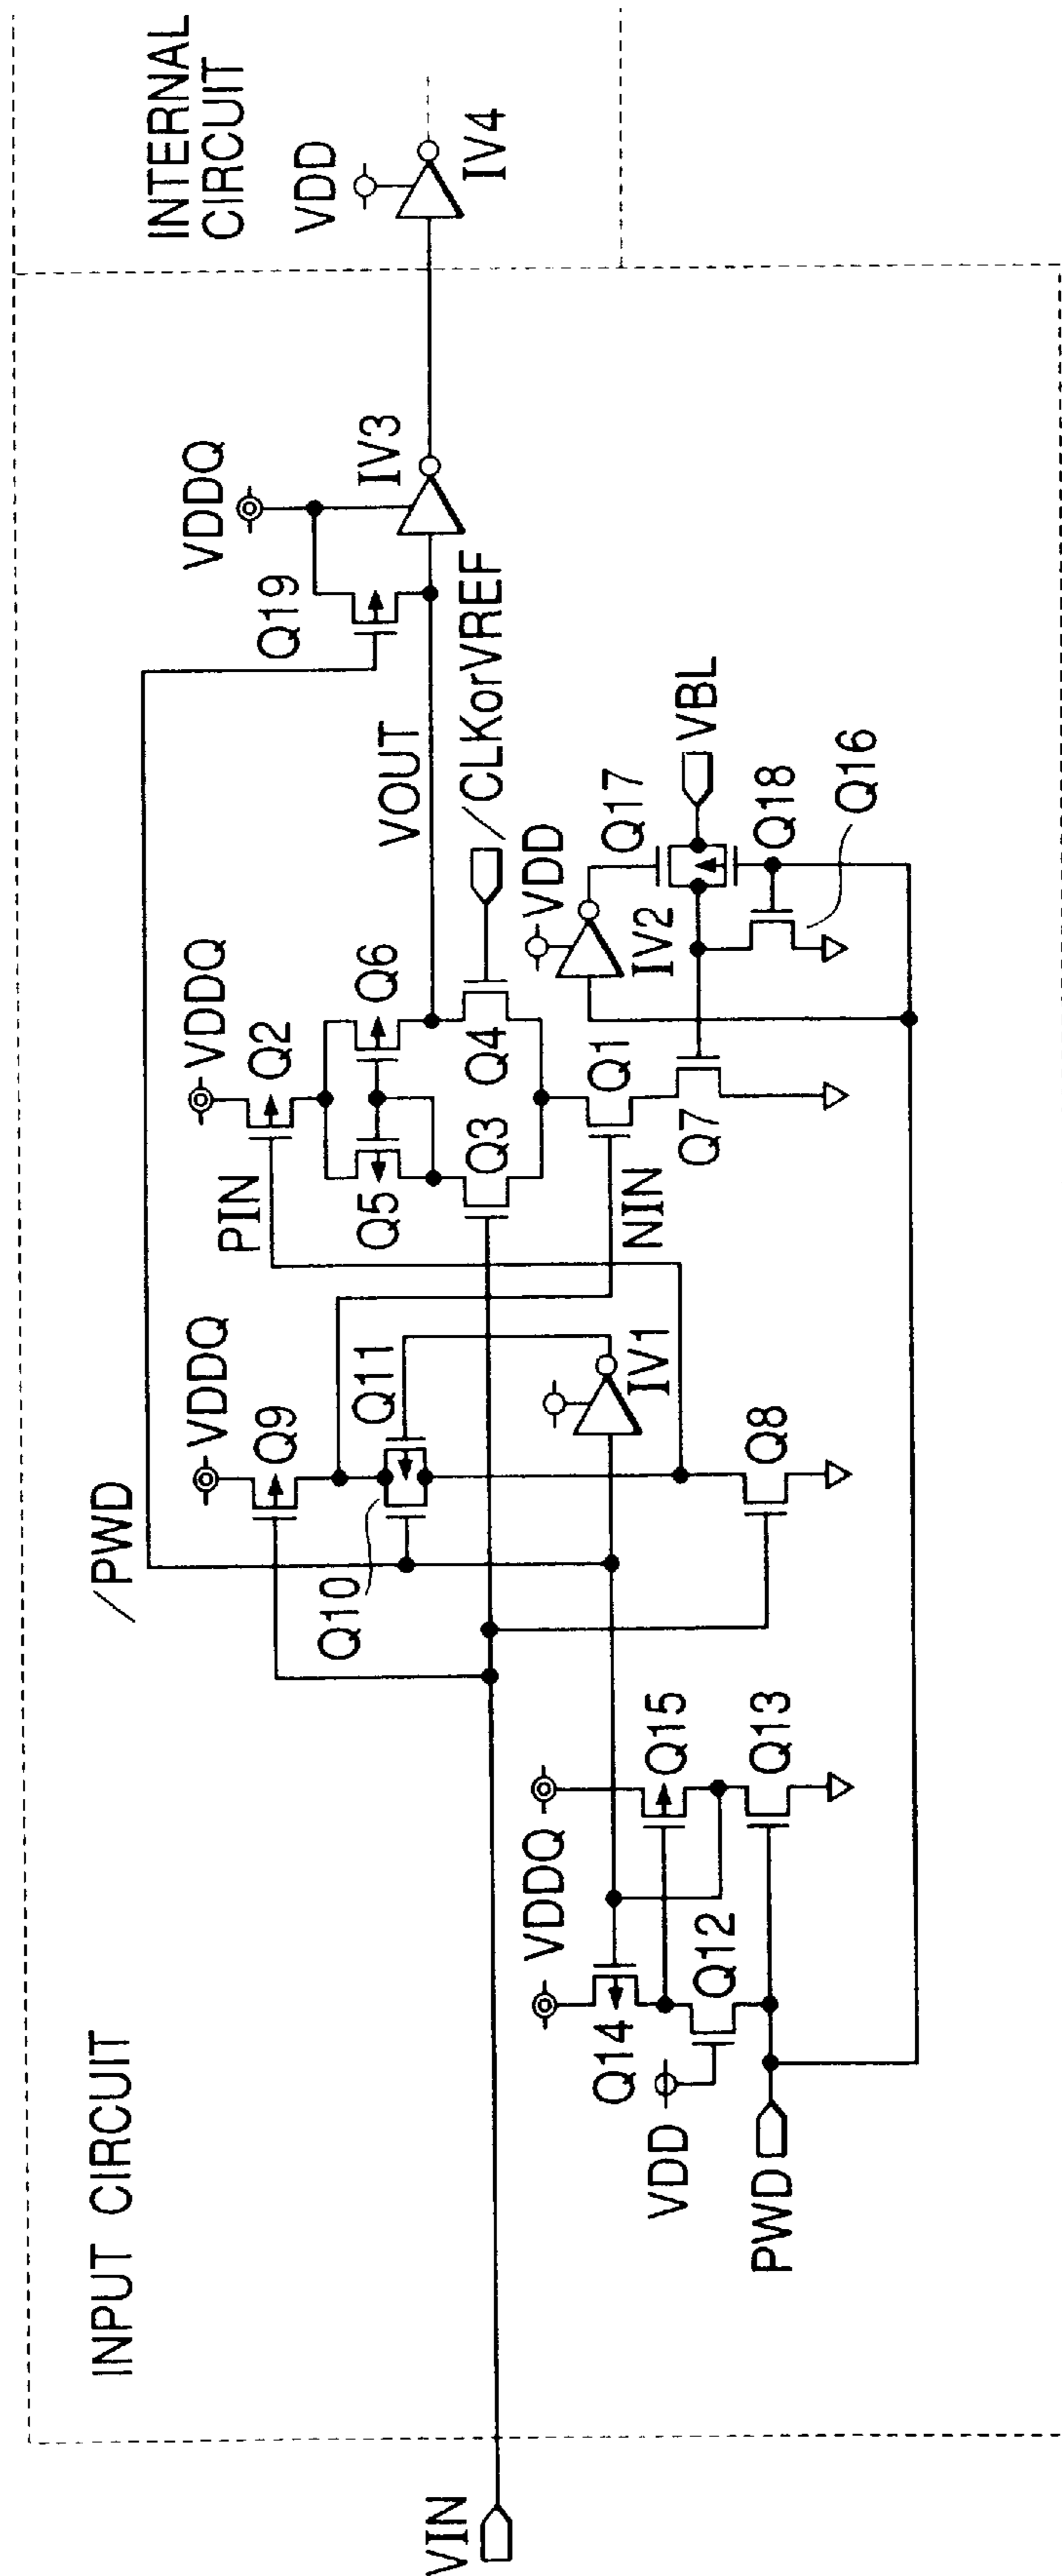 INPUT CIRCUIT
INTERNAL
CIRCUIT
/PWD
VDDQ
Q9
VDDQ
Q2
PIN
VDDQ
Q19
IV3
VDD
IV4
Q10
Q11
Q5
Q6
VOUT
VIN
Q3
Q4
/CLKorVREF
VDDQ
VDD
Q14
Q12
Q15
IV1
NIN
Q1
VDD
IV2
Q17
VBL
PWD
Q13
Q8
Q7
Q18
Q16